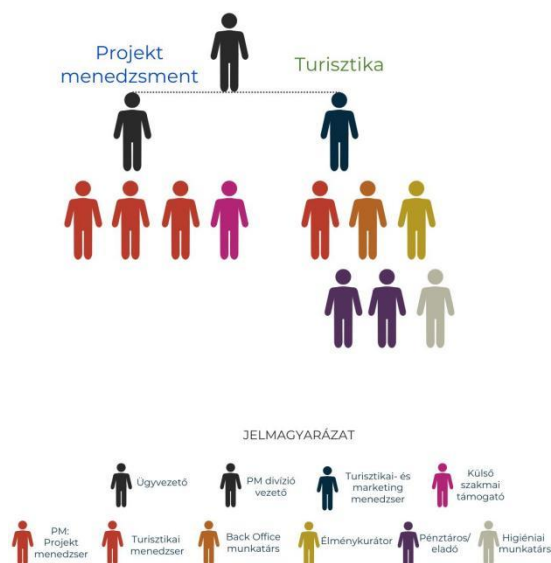 Projekt
menedzsment
Turisztika
JELMAGYARÁZAT
Ügyvezető
PM divízió
vezető
Turisztikai- és
marketing
menedzser
Külső
szakmai
támogató
PM:
Projekt
menedzser
Turisztikai
menedzser
Back Office
munkatárs
Élménykurátor
Pénztáros/
eladó
Higiéniai
munkatárs